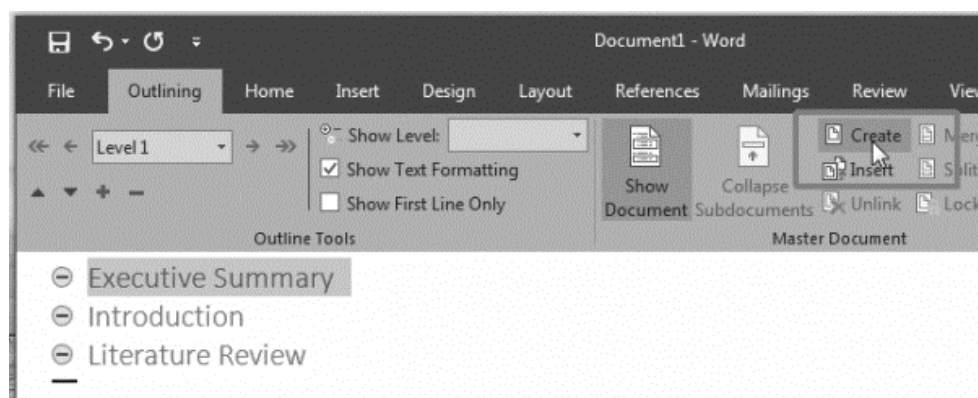 Document1 - Word
File Outlining Home Insert Design Layout References Mailings Review
Level 1
Show Level:
Show Text Formatting
Show First Line Only
Outline Tools
Show Document
Collapse Subdocuments
Create
Insert
Unlink
Lock
Master Document
Executive Summary
Introduction
Literature Review